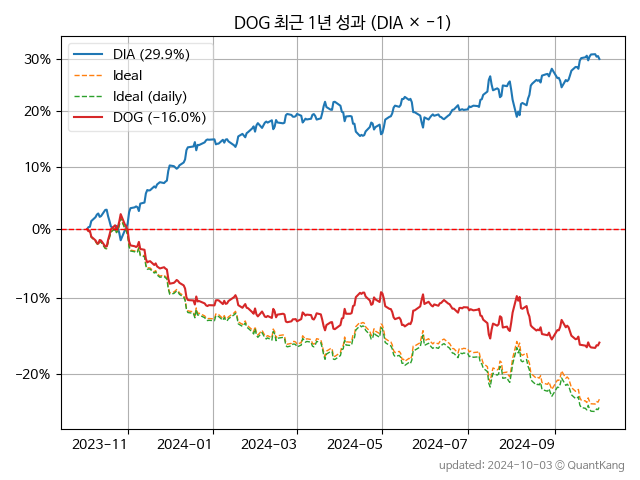 DOG 최근 1년 성과 (DIA × −1)
DIA (29.9%)
Ideal
Ideal (daily)
DOG (−16.0%)
30%
20%
10%
0%
−10%
−20%
2023-11
2024-01
2024-03
2024-05
2024-07
2024-09
updated: 2024-10-03 © QuantKang